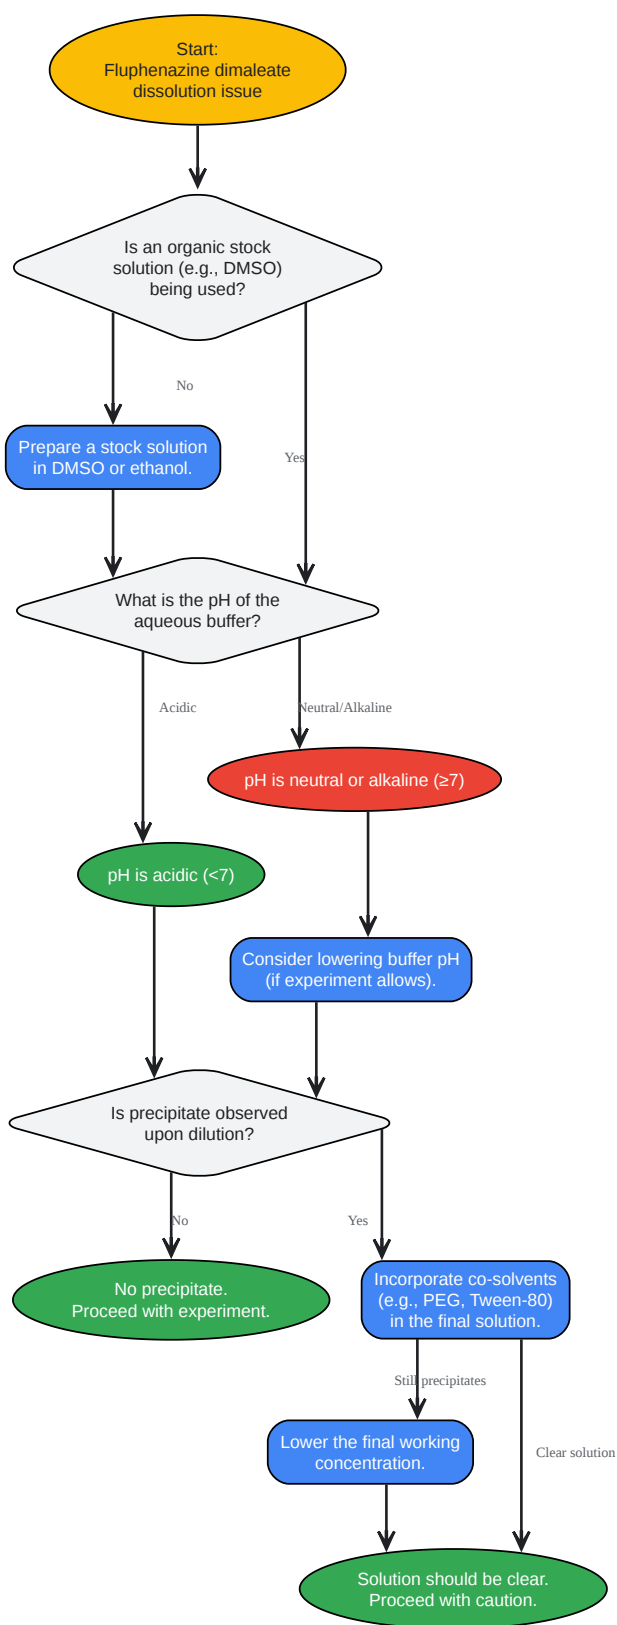 Start:
Fluphenazine dimaleate
dissolution issue
Is an organic stock
solution (e.g., DMSO)
being used?
No
Prepare a stock solution
in DMSO or ethanol.
Yes
What is the pH of the
aqueous buffer?
Acidic
Neutral/Alkaline
pH is neutral or alkaline (≥7)
pH is acidic (<7)
Consider lowering buffer pH
(if experiment allows).
Is precipitate observed
upon dilution?
No
Yes
No precipitate.
Proceed with experiment.
Incorporate co-solvents
(e.g., PEG, Tween-80)
in the final solution.
Still precipitates
Lower the final working
concentration.
Clear solution
Solution should be clear.
Proceed with caution.